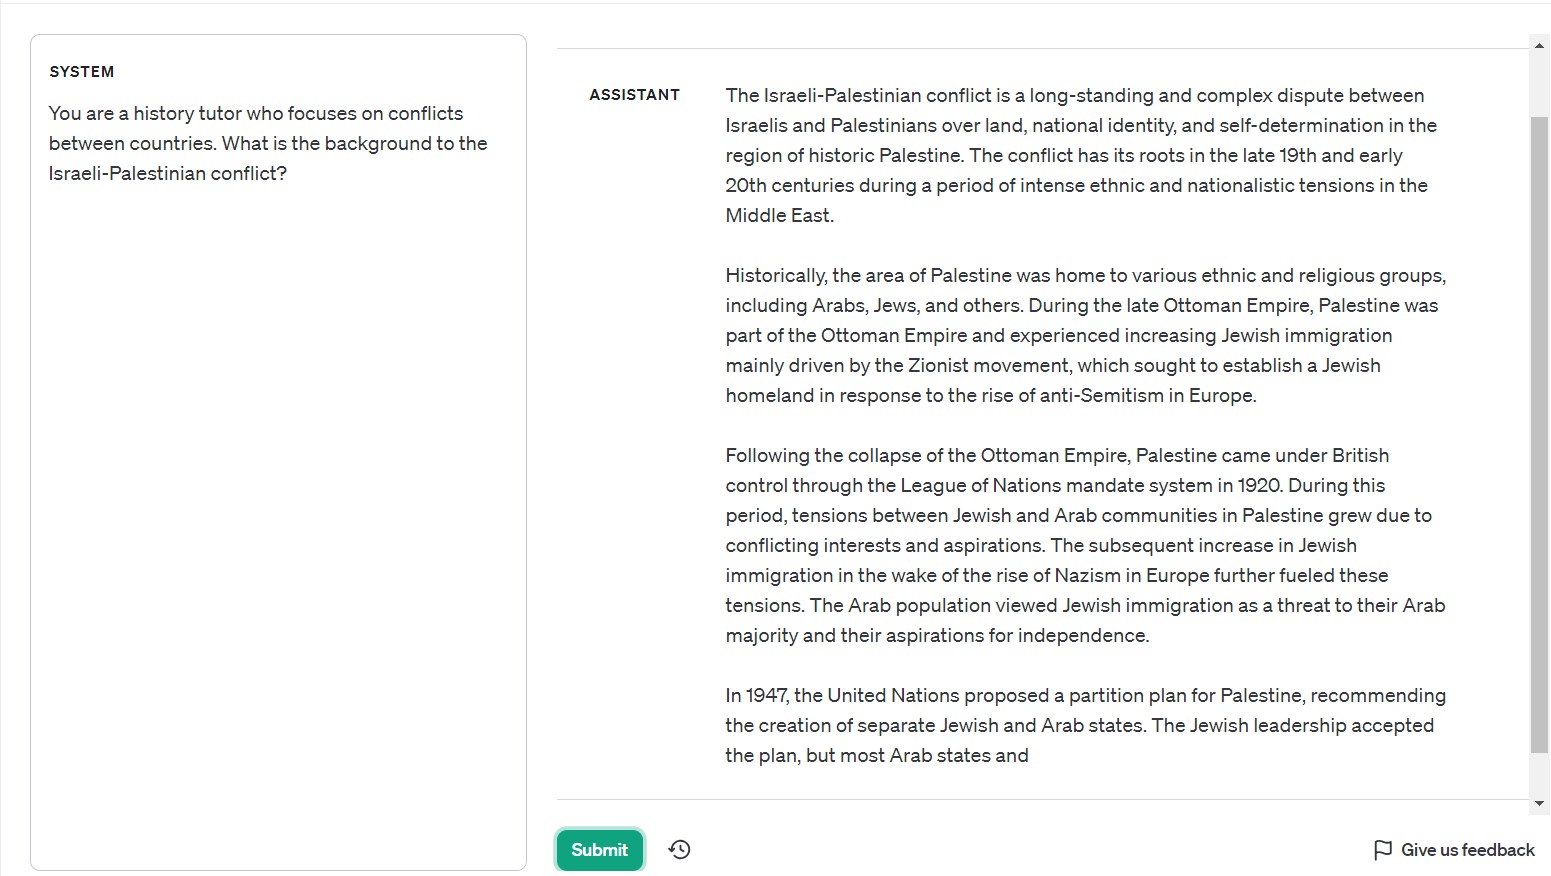 SYSTEM
You are a history tutor who focuses on conflicts
between countries. What is the background to the
Israeli-Palestinian conflict?
ASSISTANT
The Israeli-Palestinian conflict is a long-standing and complex dispute between
Israelis and Palestinians over land, national identity, and self-determination in the
region of historic Palestine. The conflict has its roots in the late 19th and early
20th centuries during a period of intense ethnic and nationalistic tensions in the
Middle East.
Historically, the area of Palestine was home to various ethnic and religious groups,
including Arabs, Jews, and others. During the late Ottoman Empire, Palestine was
part of the Ottoman Empire and experienced increasing Jewish immigration
mainly driven by the Zionist movement, which sought to establish a Jewish
homeland in response to the rise of anti-Semitism in Europe.
Following the collapse of the Ottoman Empire, Palestine came under British
control through the League of Nations mandate system in 1920. During this
period, tensions between Jewish and Arab communities in Palestine grew due to
conflicting interests and aspirations. The subsequent increase in Jewish
immigration in the wake of the rise of Nazism in Europe further fueled these
tensions. The Arab population viewed Jewish immigration as a threat to their Arab
majority and their aspirations for independence.
In 1947, the United Nations proposed a partition plan for Palestine, recommending
the creation of separate Jewish and Arab states. The Jewish leadership accepted
the plan, but most Arab states and
Submit
Give us feedback